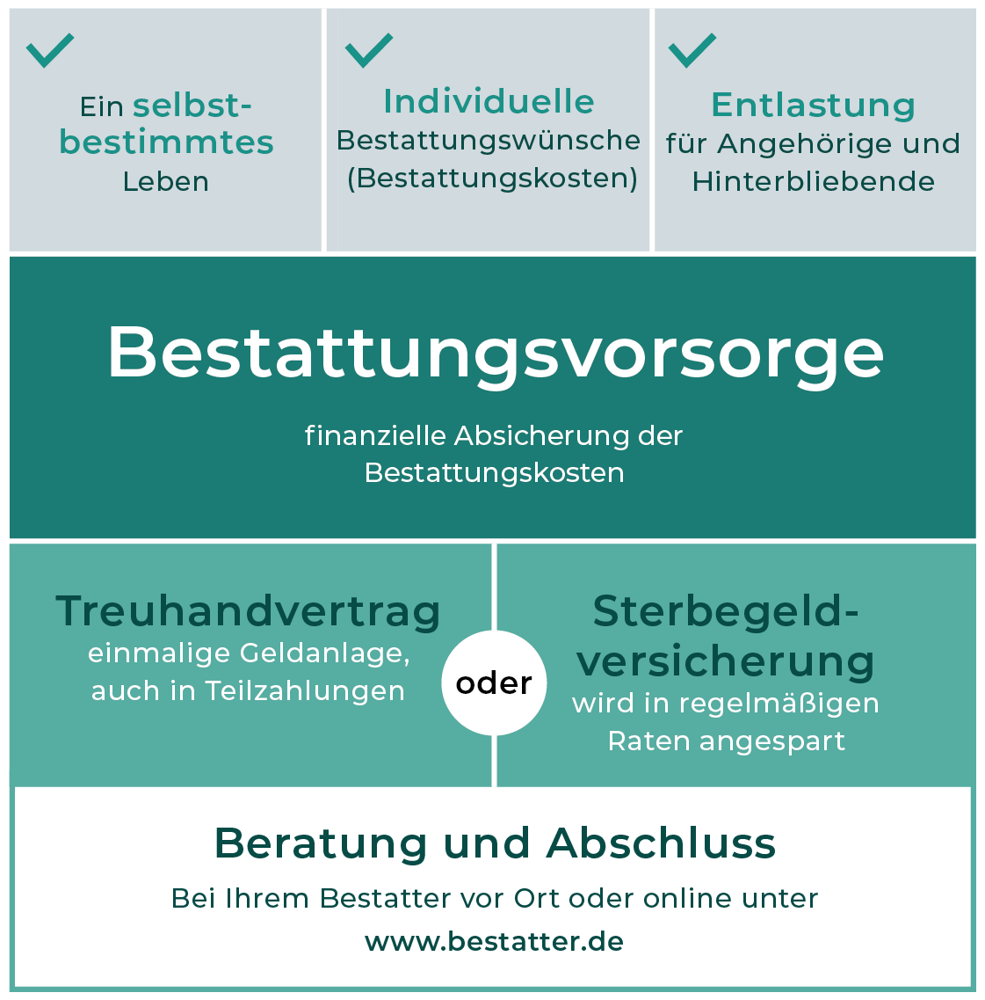 Ein selbst-
bestimmtes
Leben
Individuelle
Bestattungswünsche
(Bestattungskosten)
Entlastung
für Angehörige und
Hinterbliebende
Bestattungsvorsorge
finanzielle Absicherung der
Bestattungskosten
Treuhandvertrag
einmalige Geldanlage,
auch in Teilzahlungen
oder
Sterbegeld-
versicherung
wird in regelmäßigen
Raten angespart
Beratung und Abschluss
Bei Ihrem Bestatter vor Ort oder online unter
www.bestatter.de